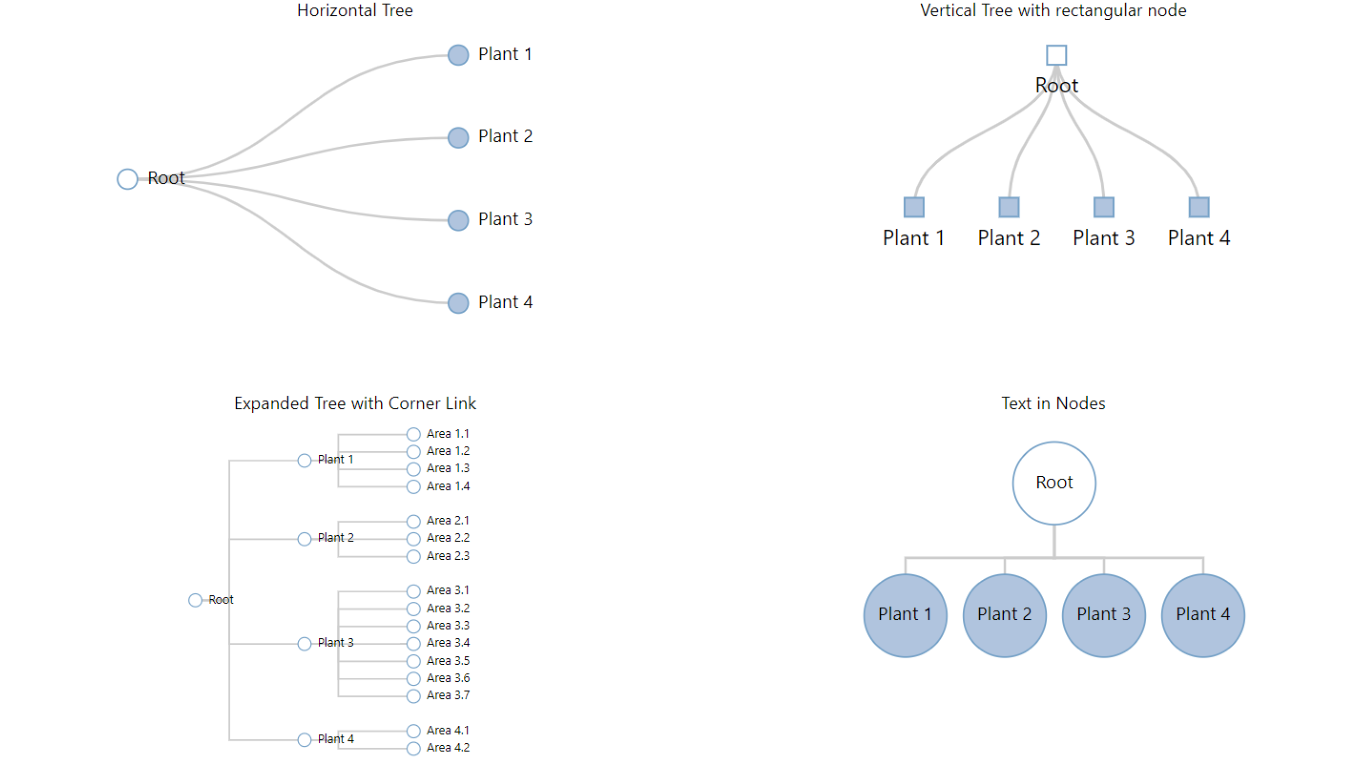 Horizontal Tree
Plant 1
Plant 2
Root
Plant 3
Plant 4
Vertical Tree with rectangular node
Root
Plant 1 Plant 2 Plant 3 Plant 4
Expanded Tree with Corner Link
Area 1.1
Area 1.2
Plant 1
Area 1.3
Area 1.4
Area 2.1
Plant 2 Area 2.2
Area 2.3
Area 3.1
Root
Area 3.2
Area 3.3
Plant 3 Area 3.4
Area 3.5
Area 3.6
Area 3.7
Area 4.1
Plant 4
Area 4.2
Text in Nodes
Root
Plant 1 Plant 2 Plant 3 Plant 4